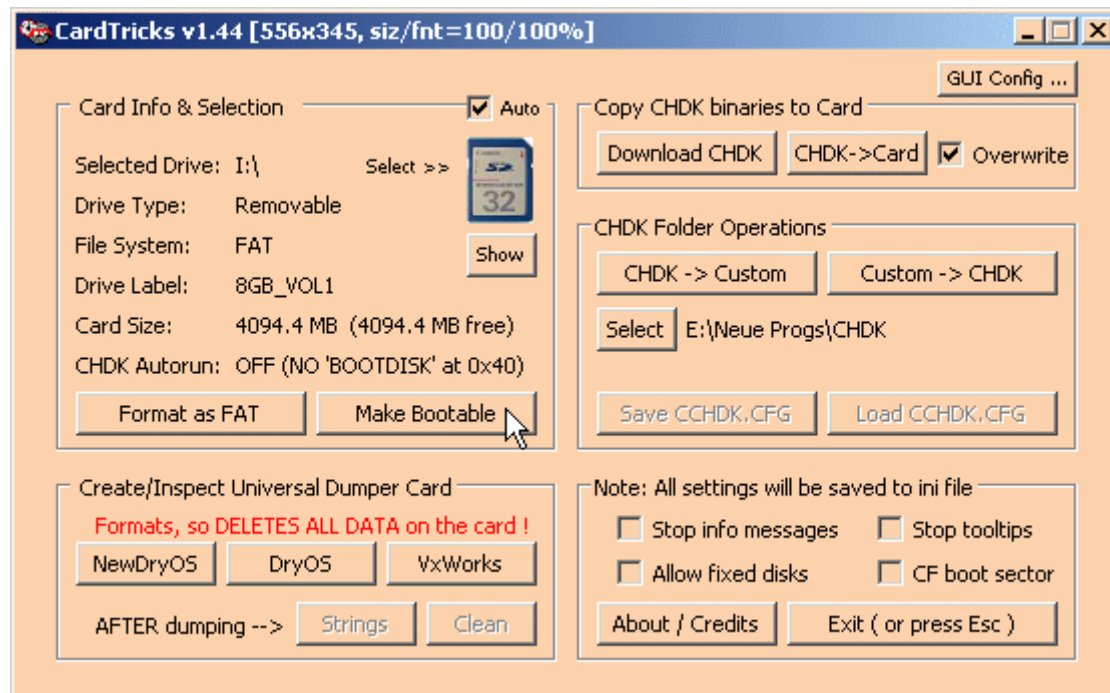 CardTricks v1.44 [556x345, siz/fnt=100/100%]
GUI Config ...
Card Info & Selection
Auto
Selected Drive: I:\
Select >>
SD
32
Drive Type: Removable
File System: FAT
Show
Drive Label: 8GB_VOL1
Card Size: 4094.4 MB (4094.4 MB free)
CHDK Autorun: OFF (NO 'BOOTDISK' at 0x40)
Format as FAT
Make Bootable
Copy CHDK binaries to Card
Download CHDK
CHDK->Card
Overwrite
CHDK Folder Operations
CHDK -> Custom
Custom -> CHDK
Select
E:\Neue Progs\CHDK
Save CCHDK.CFG
Load CCHDK.CFG
Create/Inspect Universal Dumper Card
Formats, so DELETES ALL DATA on the card !
NewDryOS
DryOS
VxWorks
AFTER dumping -->
Strings
Clean
Note: All settings will be saved to ini file
Stop info messages
Stop tooltips
Allow fixed disks
CF boot sector
About / Credits
Exit ( or press Esc )